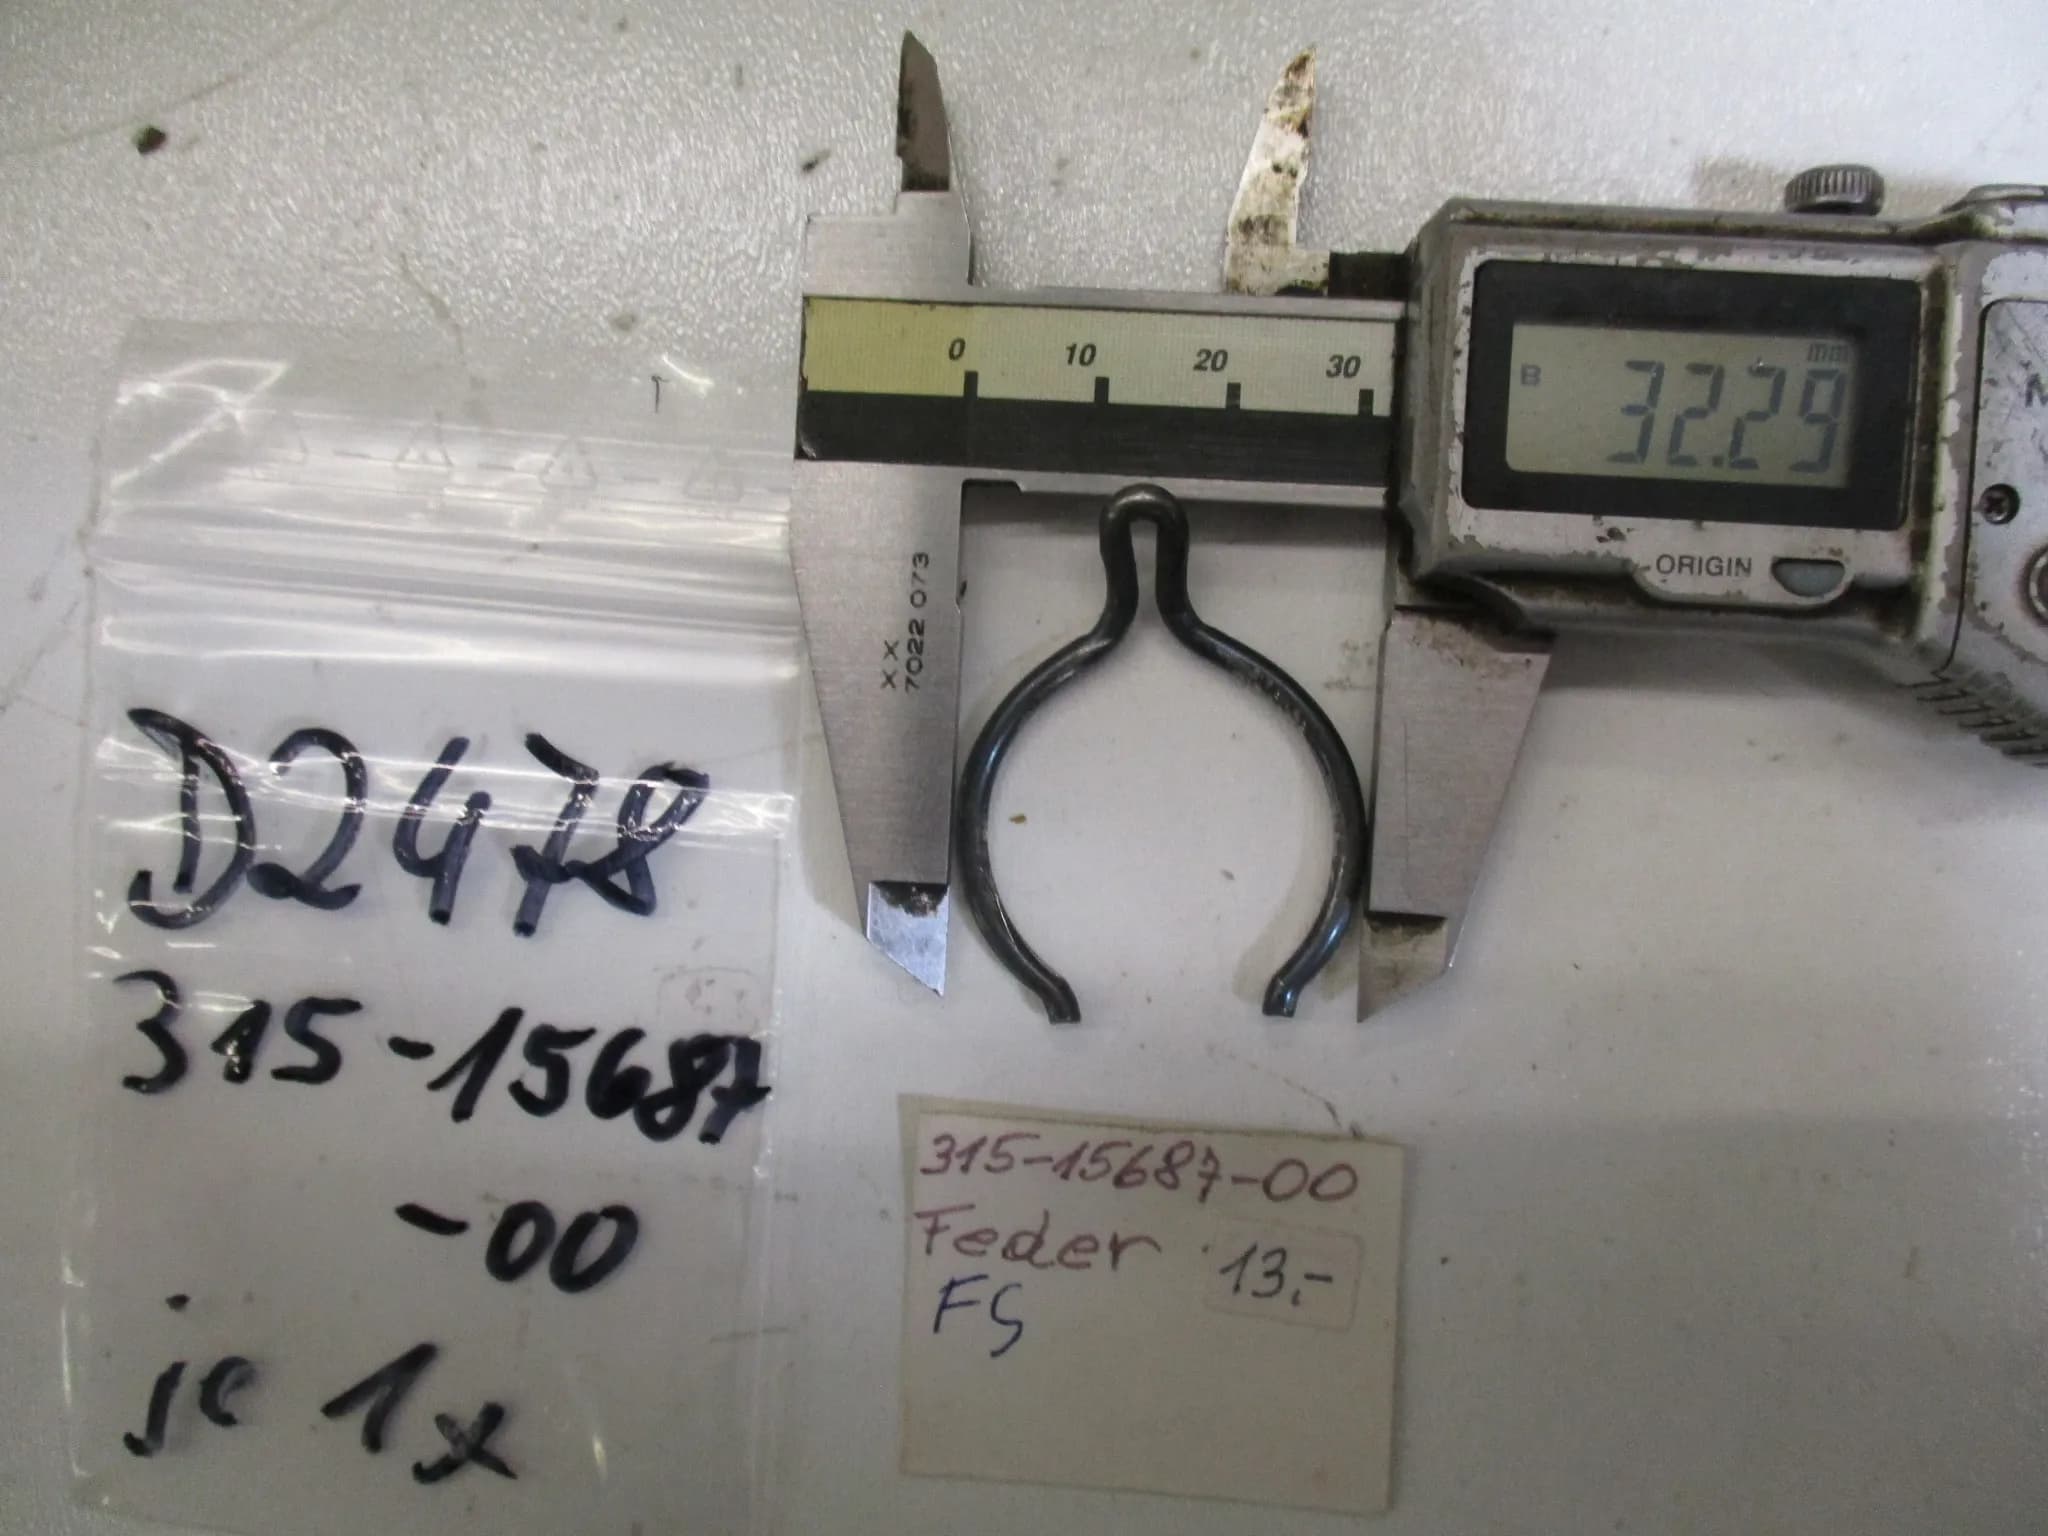 0 10 20 30
mm
B 32.29
ORIGIN
XX
7022 073
D2478
315-15687
-00
je 1x
315-15687-00
Feder 13,-
FS